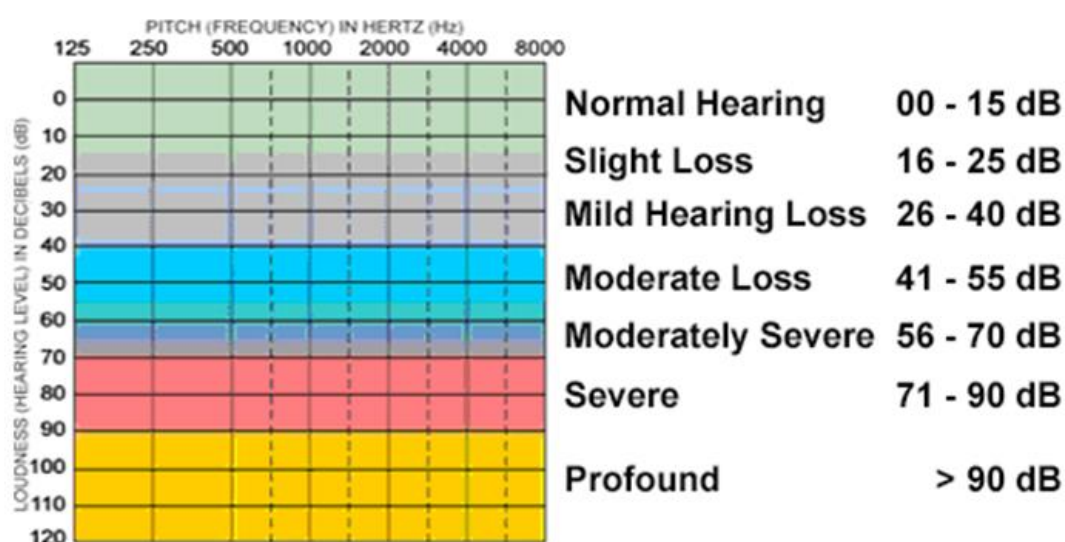 PITCH (FREQUENCY) IN HERTZ (Hz)
125 250 500 1000 2000 4000 8000
LOUDNESS (HEARING LEVEL) IN DECIBELS (dB)
0
10
20
30
40
50
60
70
80
90
100
110
120
Normal Hearing 00 - 15 dB
Slight Loss 16 - 25 dB
Mild Hearing Loss 26 - 40 dB
Moderate Loss 41 - 55 dB
Moderately Severe 56 - 70 dB
Severe 71 - 90 dB
Profound > 90 dB